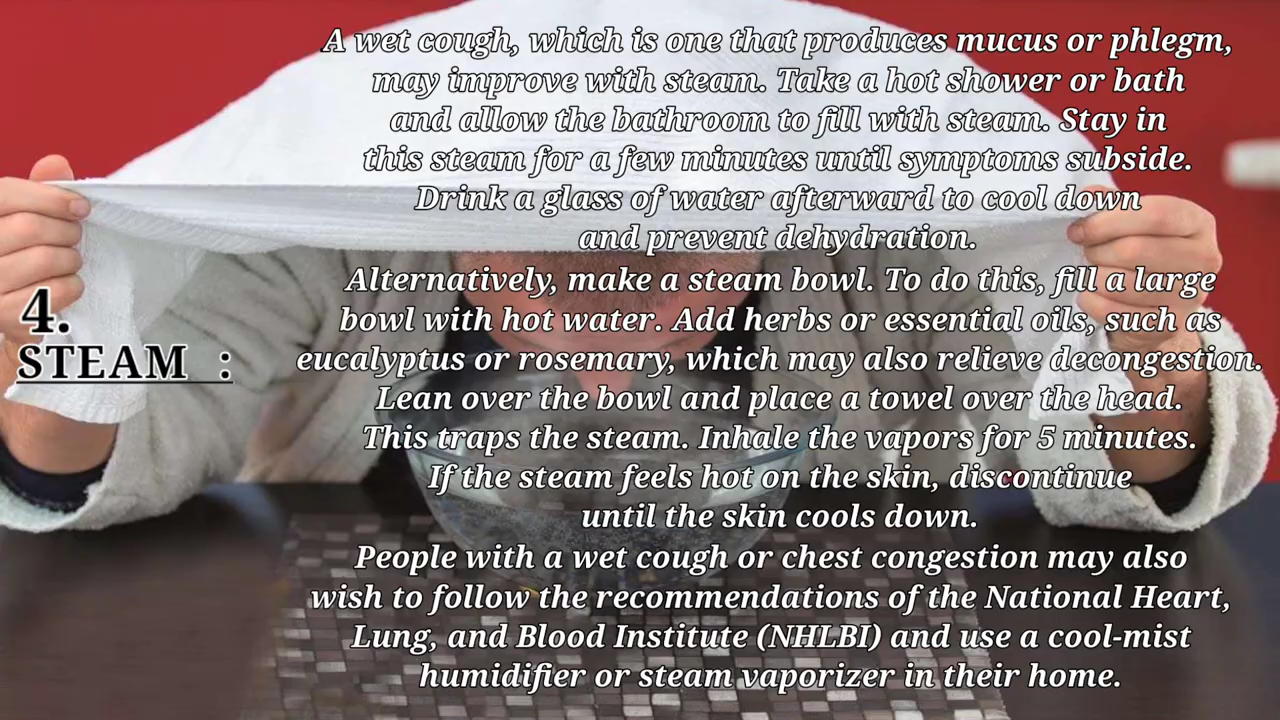 A wet cough, which is one that produces mucus or phlegm,
may improve with steam. Take a hot shower or bath
and allow the bathroom to fill with steam. Stay in
this steam for a few minutes until symptoms subside.
Drink a glass of water afterward to cool down
and prevent dehydration.
Alternatively, make a steam bowl. To do this, fill a large
bowl with hot water. Add herbs or essential oils, such as
eucalyptus or rosemary, which may also relieve decongestion.
Lean over the bowl and place a towel over the head.
This traps the steam. Inhale the vapors for 5 minutes.
If the steam feels hot on the skin, discontinue
until the skin cools down.
People with a wet cough or chest congestion may also
wish to follow the recommendations of the National Heart,
Lung, and Blood Institute (NHLBI) and use a cool-mist
humidifier or steam vaporizer in their home.
4.
STEAM :